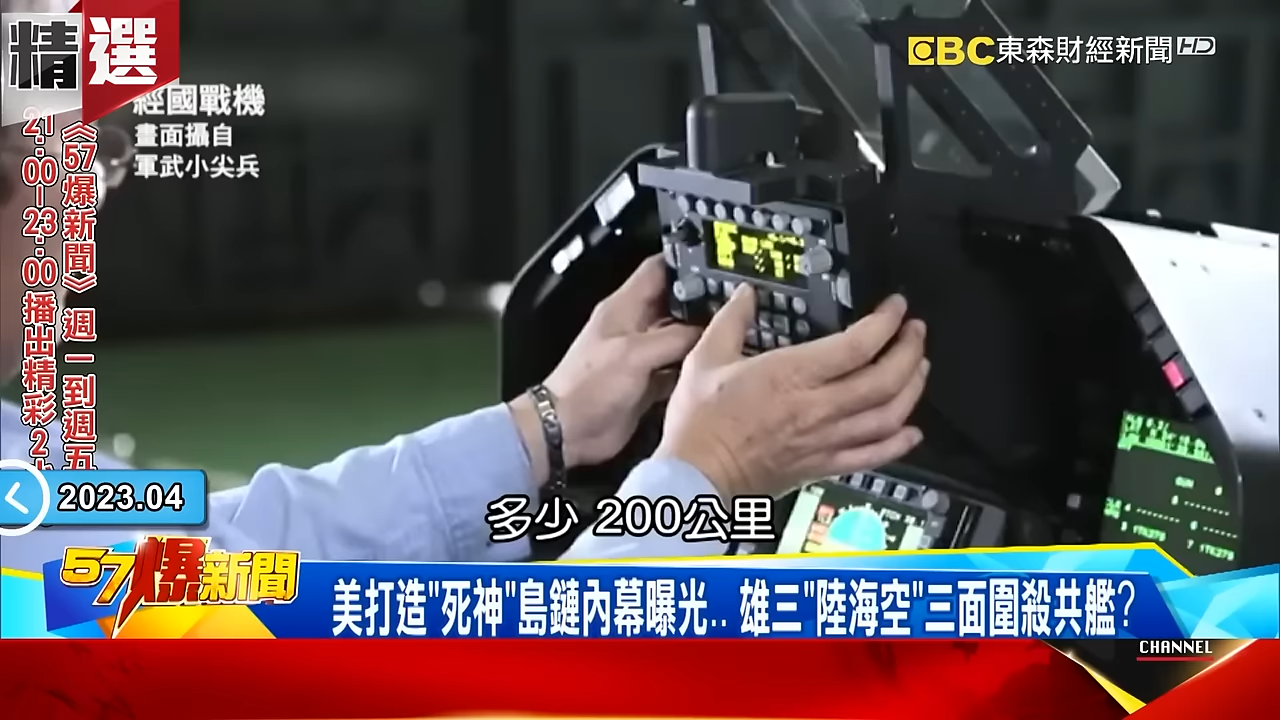 精選
EBC東森財經新聞HD
經國戰機
畫面攝自
軍武小尖兵
《57爆新聞》週一到週五
21:00-23:00播出精彩2小
2023.04
多少 200公里
57爆新聞
美打造"死神"島鏈內幕曝光.. 雄三"陸海空"三面圍殺共艦?
CHANNEL